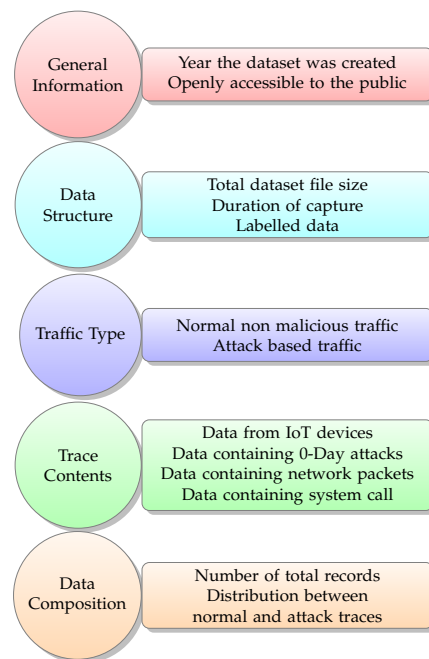 General
Information
Year the dataset was created
Openly accessible to the public
Data
Structure
Total dataset file size
Duration of capture
Labelled data
Traffic Type
Normal non malicious traffic
Attack based traffic
Trace
Contents
Data from IoT devices
Data containing 0-Day attacks
Data containing network packets
Data containing system call
Data
Composition
Number of total records
Distribution between
normal and attack traces